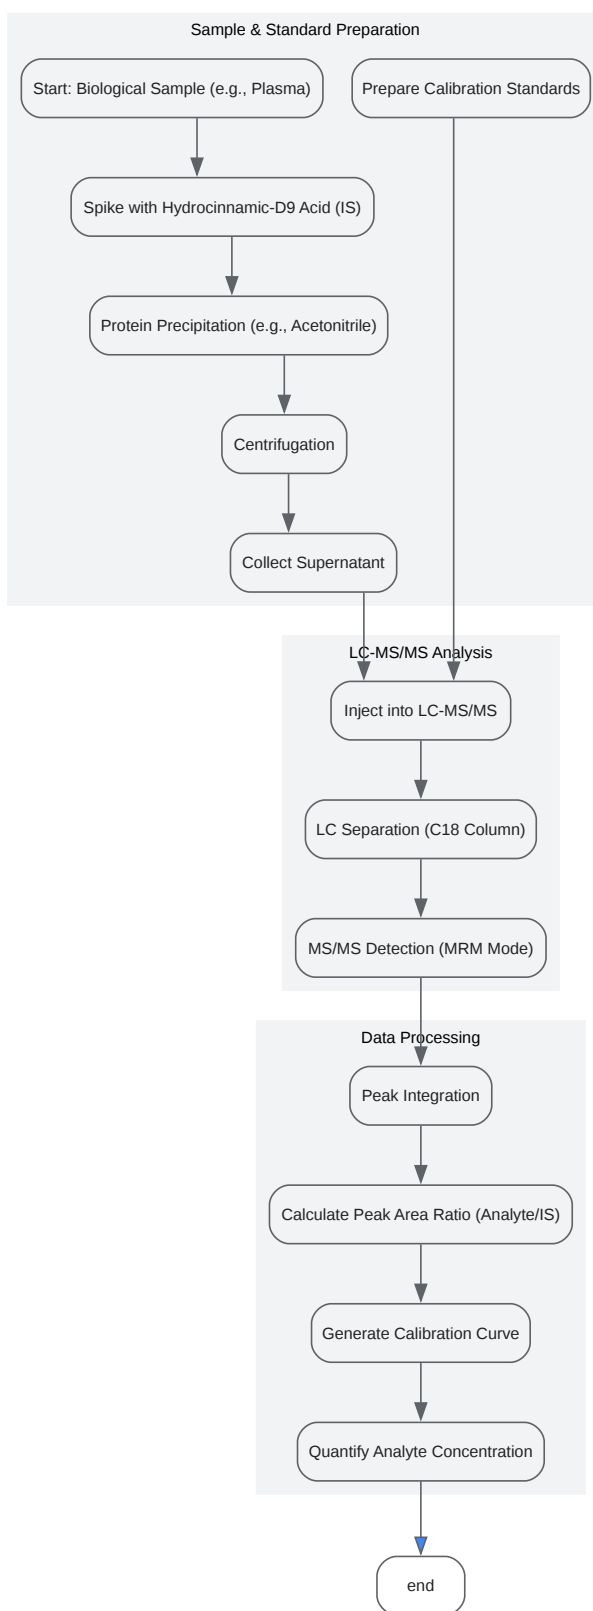 Sample & Standard Preparation
Start: Biological Sample (e.g., Plasma)
Prepare Calibration Standards
Spike with Hydrocinnamic-D9 Acid (IS)
Protein Precipitation (e.g., Acetonitrile)
Centrifugation
Collect Supernatant
LC-MS/MS Analysis
Inject into LC-MS/MS
LC Separation (C18 Column)
MS/MS Detection (MRM Mode)
Data Processing
Peak Integration
Calculate Peak Area Ratio (Analyte/IS)
Generate Calibration Curve
Quantify Analyte Concentration
end